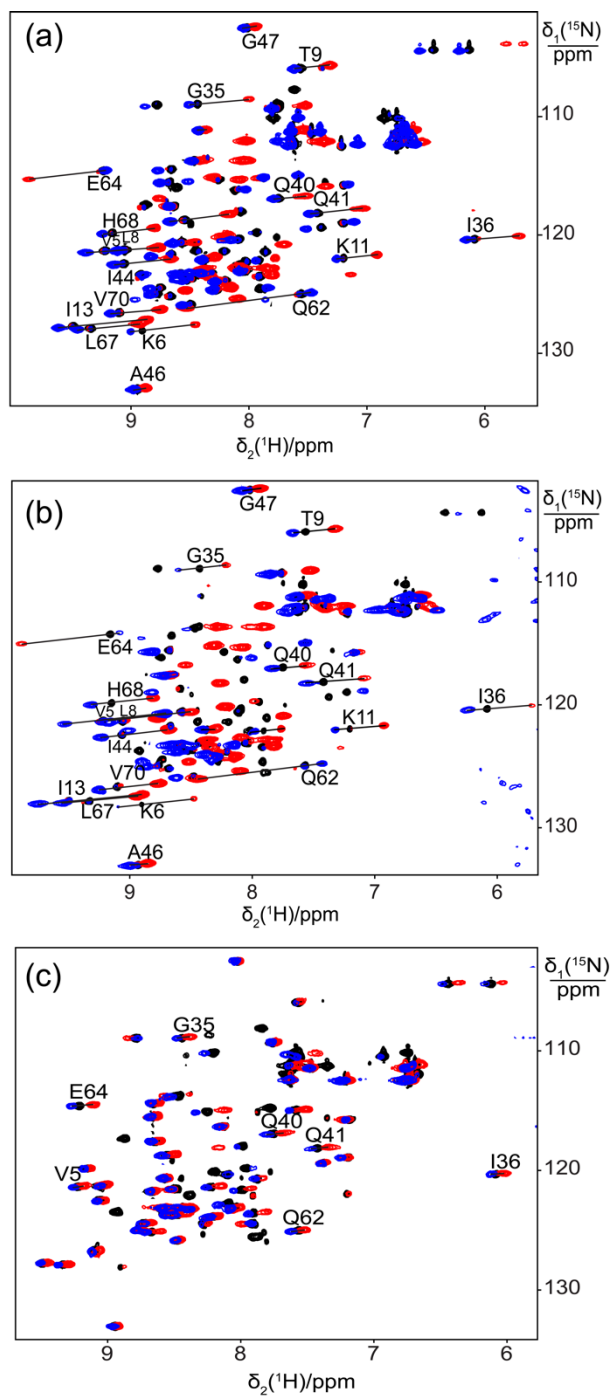 (a)
δ₁(¹⁵N)
ppm
G47
T9
G35
110
E64
Q40
Q41
H68
V5 L8
I36
120
K11
I44
V70
Q62
I13
L67
K6
130
A46
9 8 7 6
δ₂(¹H)/ppm
(b)
δ₁(¹⁵N)
ppm
G47
T9
G35
110
E64
Q40
Q41
H68
I36
V5 L8
120
K11
I44
V70
Q62
I13
L67 K6
130
A46
9 8 7 6
δ₂(¹H)/ppm
(c)
δ₁(¹⁵N)
ppm
G35
110
E64
Q40
Q41
V5
I36
120
Q62
130
9 8 7 6
δ₂(¹H)/ppm